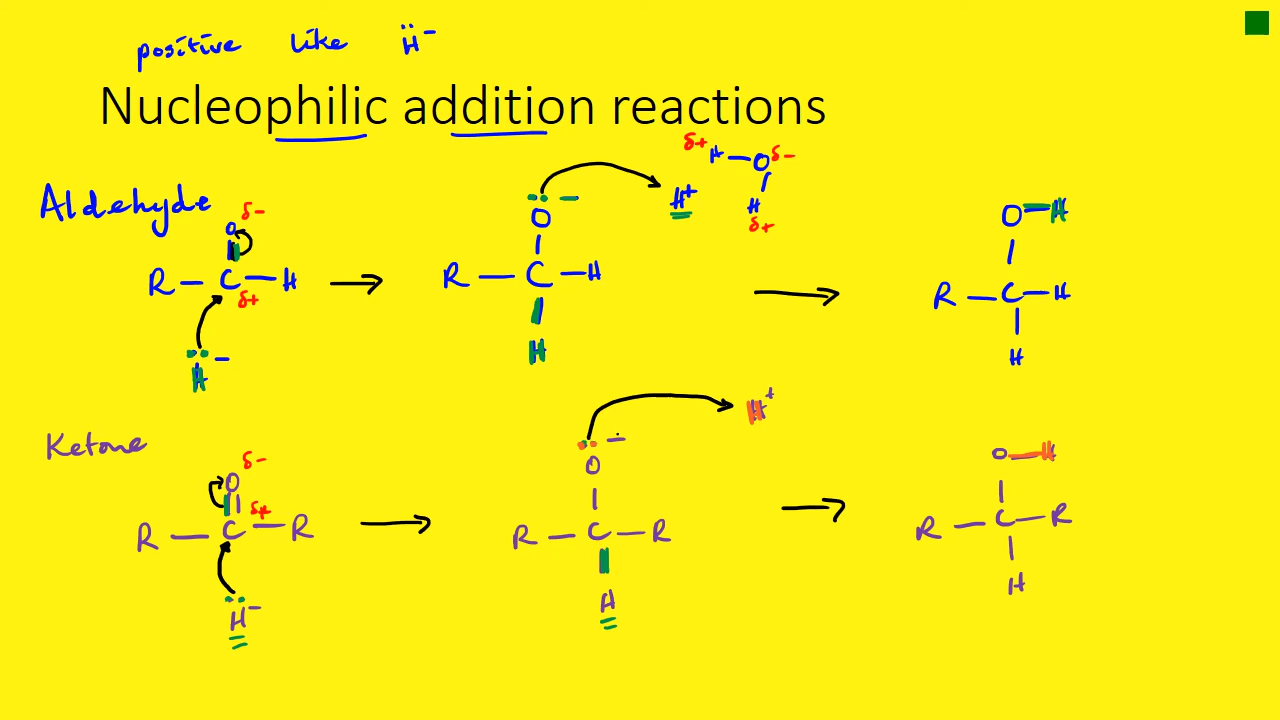 positive like Ḧ⁻
Nucleophilic addition reactions
δ+ H—O δ-
H+ H
δ+
Aldehyde
O δ-
R—C—H
δ+
H⁻
O⁻
R—C—H
H
O—H
R—C—H
H
Ketone
O δ-
R—C—R
δ+
H⁻
O⁻
R—C—R
H
H+
O—H
R—C—R
H